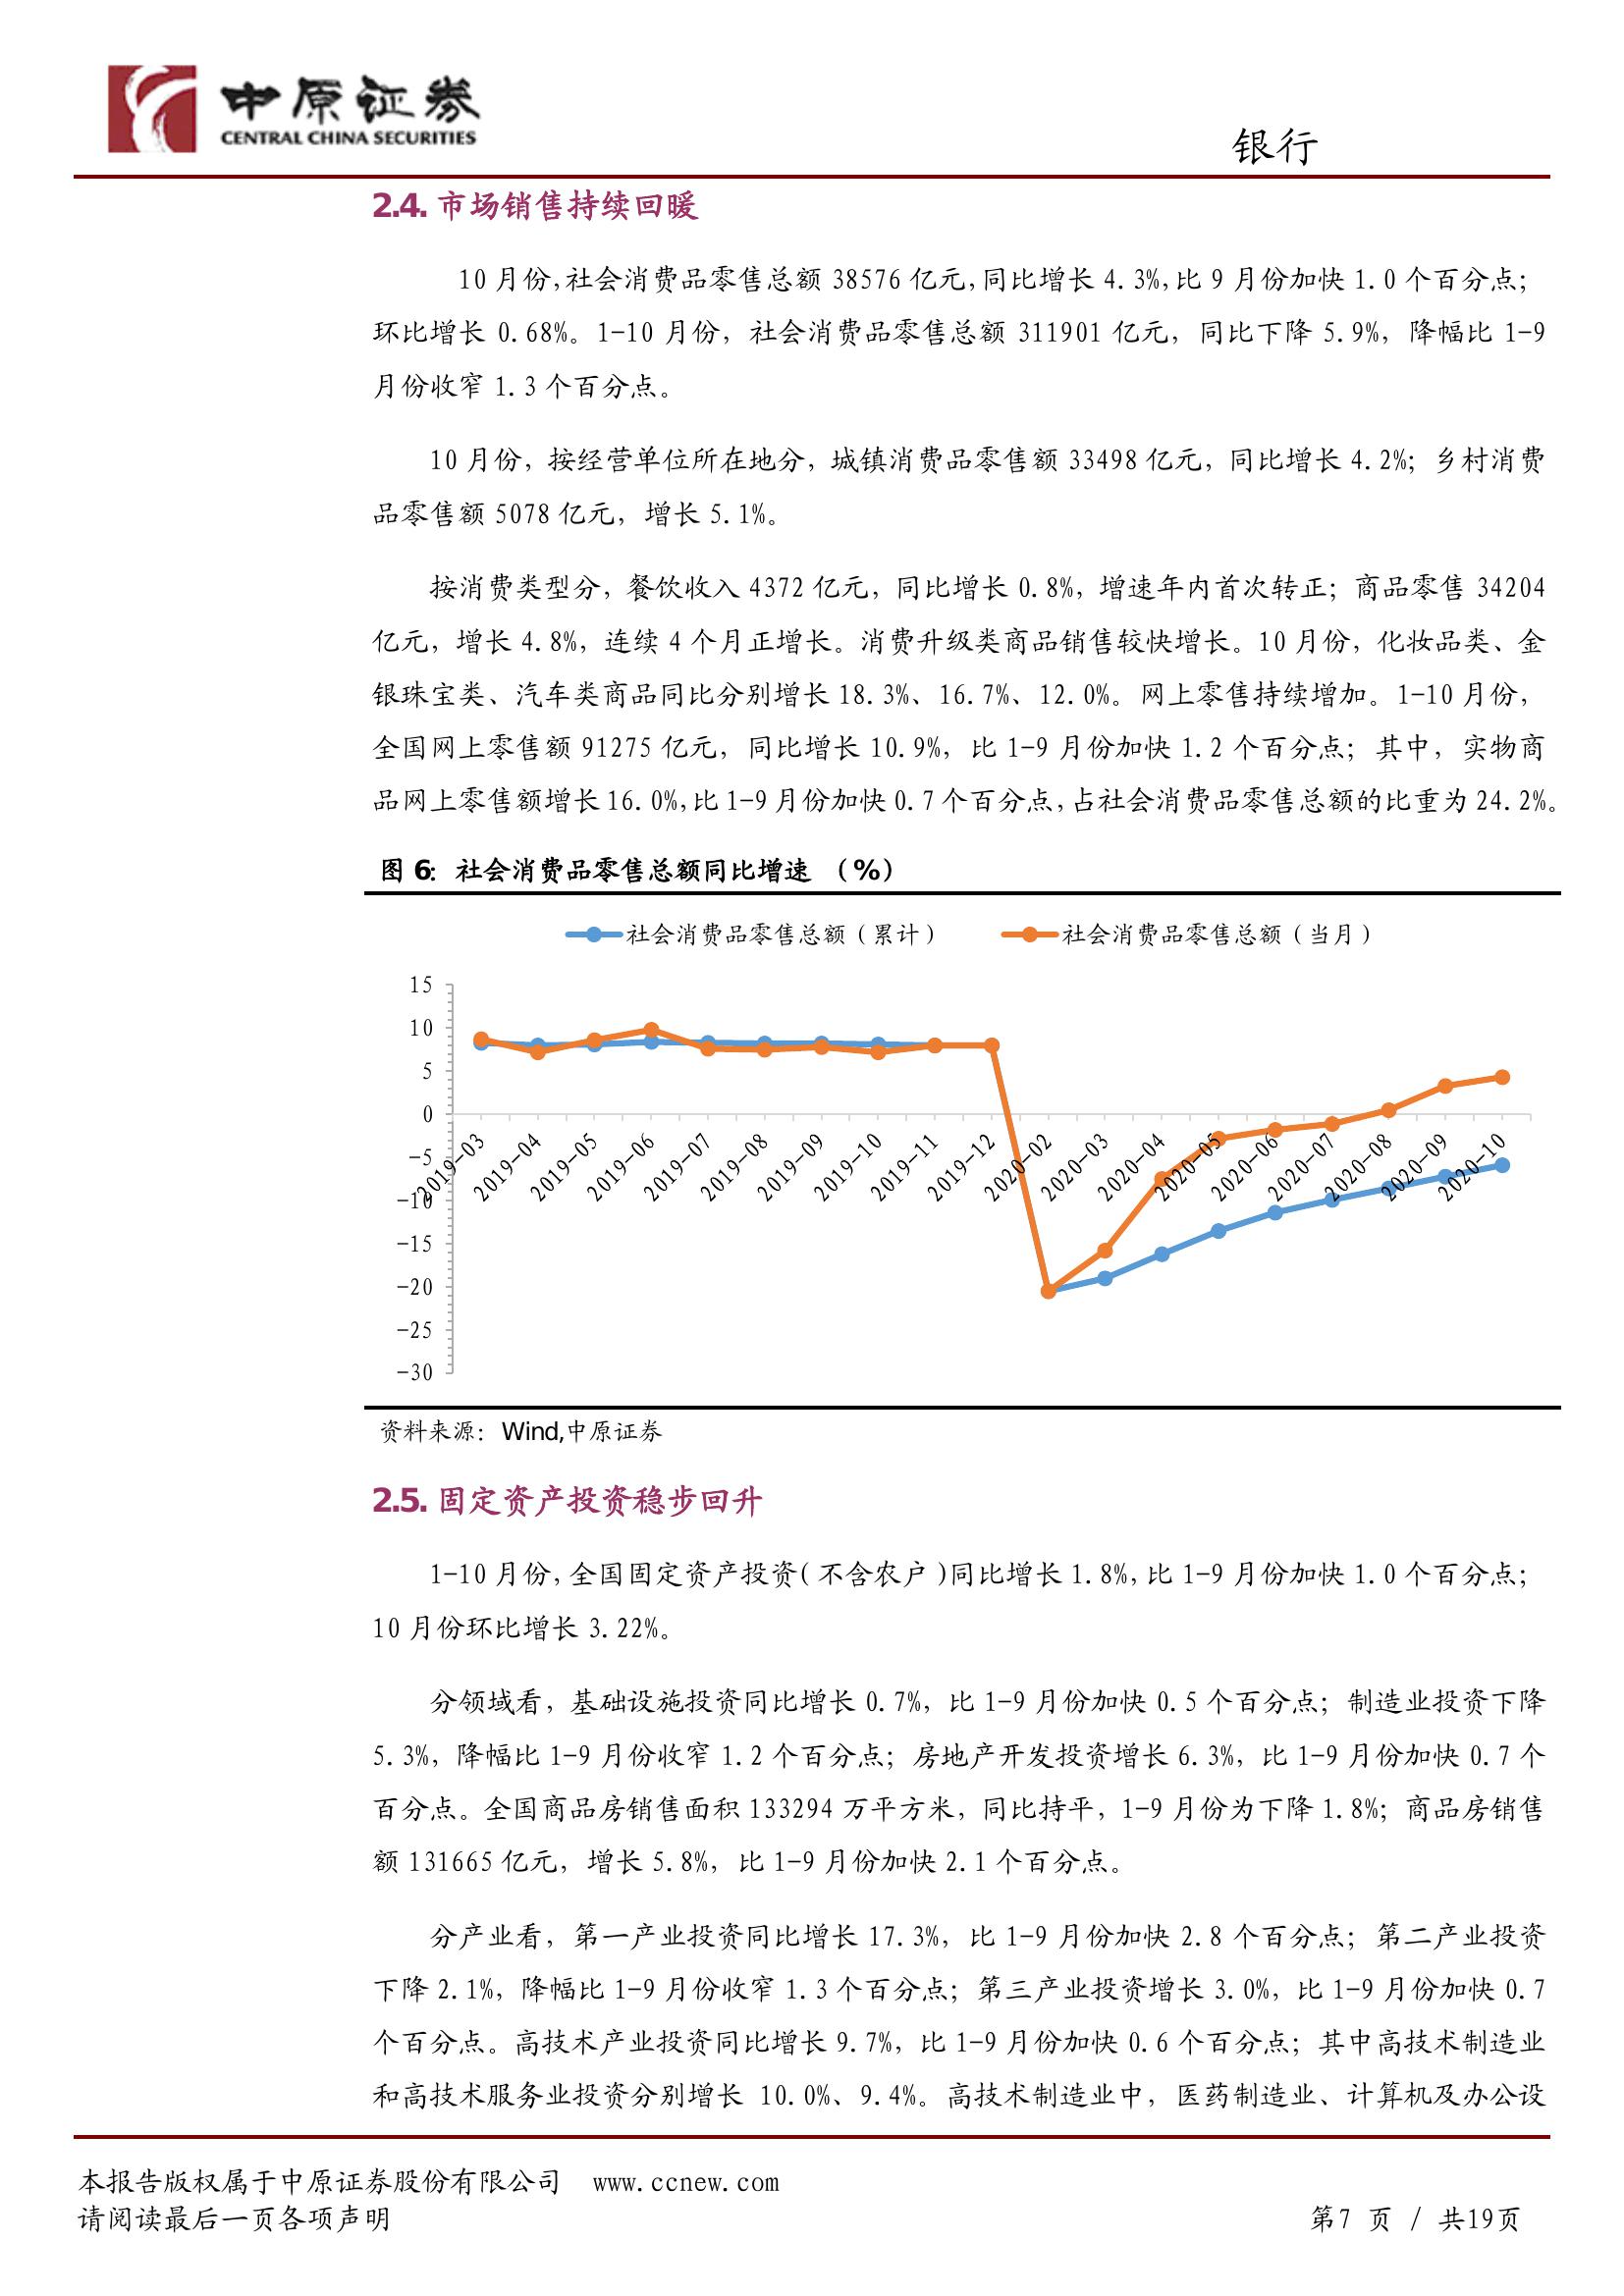 中原证券
CENTRAL CHINA SECURITIES
银行
2.4. 市场销售持续回暖
10 月份,社会消费品零售总额 38576 亿元,同比增长 4.3%,比 9 月份加快 1.0 个百分点;
环比增长 0.68%。1-10 月份，社会消费品零售总额 311901 亿元，同比下降 5.9%，降幅比 1-9
月份收窄 1.3 个百分点。
10 月份，按经营单位所在地分，城镇消费品零售额 33498 亿元，同比增长 4.2%；乡村消费
品零售额 5078 亿元，增长 5.1%。
按消费类型分，餐饮收入 4372 亿元，同比增长 0.8%，增速年内首次转正；商品零售 34204
亿元，增长 4.8%，连续 4 个月正增长。消费升级类商品销售较快增长。10 月份，化妆品类、金
银珠宝类、汽车类商品同比分别增长 18.3%、16.7%、12.0%。网上零售持续增加。1-10 月份，
全国网上零售额 91275 亿元，同比增长 10.9%，比 1-9 月份加快 1.2 个百分点；其中，实物商
品网上零售额增长 16.0%,比 1-9 月份加快 0.7 个百分点,占社会消费品零售总额的比重为 24.2%。
图 6：社会消费品零售总额同比增速 （%）
社会消费品零售总额（累计） 社会消费品零售总额（当月）
15
10
5
0
-5
-10
-15
-20
-25
-30
2019-03 2019-04 2019-05 2019-06 2019-07 2019-08 2019-09 2019-10 2019-11 2019-12 2020-02 2020-03 2020-04 2020-05 2020-06 2020-07 2020-08 2020-09 2020-10
资料来源：Wind,中原证券
2.5. 固定资产投资稳步回升
1-10 月份,全国固定资产投资(不含农户)同比增长 1.8%,比 1-9 月份加快 1.0 个百分点;
10 月份环比增长 3.22%。
分领域看，基础设施投资同比增长 0.7%，比 1-9 月份加快 0.5 个百分点；制造业投资下降
5.3%，降幅比 1-9 月份收窄 1.2 个百分点；房地产开发投资增长 6.3%，比 1-9 月份加快 0.7 个
百分点。全国商品房销售面积 133294 万平方米，同比持平，1-9 月份为下降 1.8%；商品房销售
额 131665 亿元，增长 5.8%，比 1-9 月份加快 2.1 个百分点。
分产业看，第一产业投资同比增长 17.3%，比 1-9 月份加快 2.8 个百分点；第二产业投资
下降 2.1%，降幅比 1-9 月份收窄 1.3 个百分点；第三产业投资增长 3.0%，比 1-9 月份加快 0.7
个百分点。高技术产业投资同比增长 9.7%，比 1-9 月份加快 0.6 个百分点；其中高技术制造业
和高技术服务业投资分别增长 10.0%、9.4%。高技术制造业中，医药制造业、计算机及办公设
本报告版权属于中原证券股份有限公司 www.ccnew.com
请阅读最后一页各项声明
第7 页 / 共19页